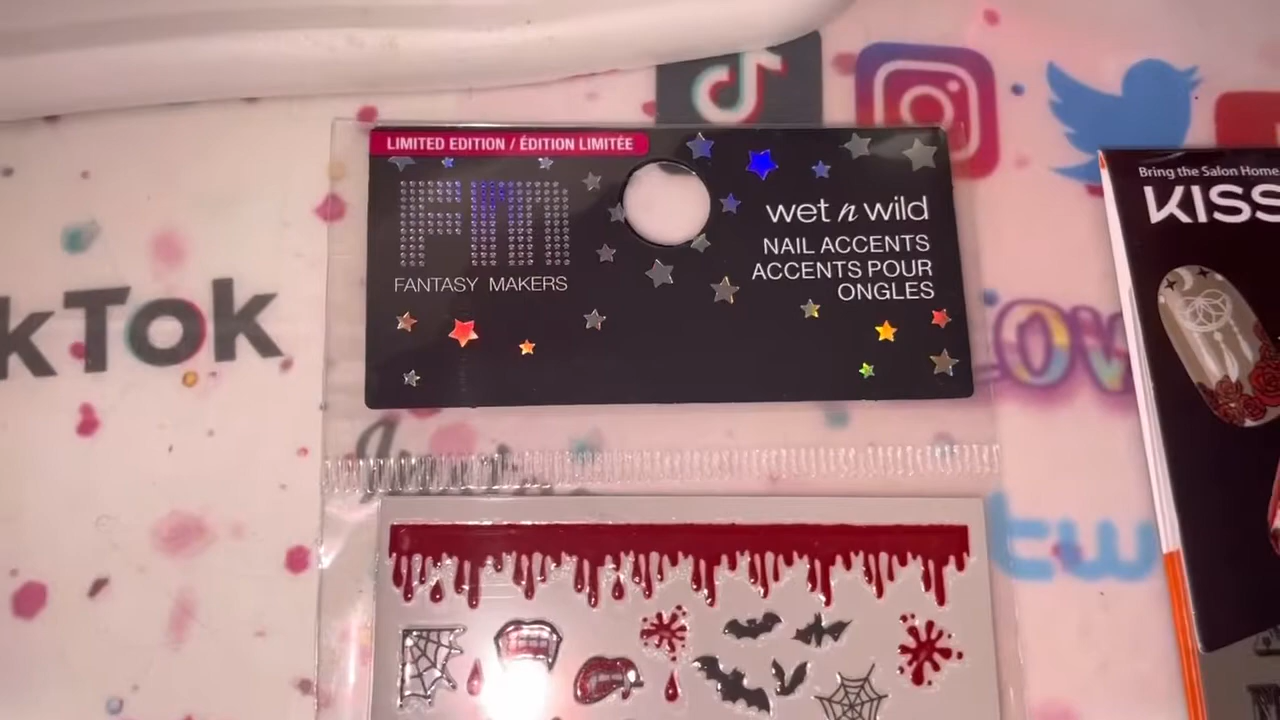 LIMITED EDITION / ÉDITION LIMITÉE
FM
FANTASY MAKERS
wet n wild
NAIL ACCENTS
ACCENTS POUR
ONGLES
Bring the Salon Home
KISS
kTok
tw